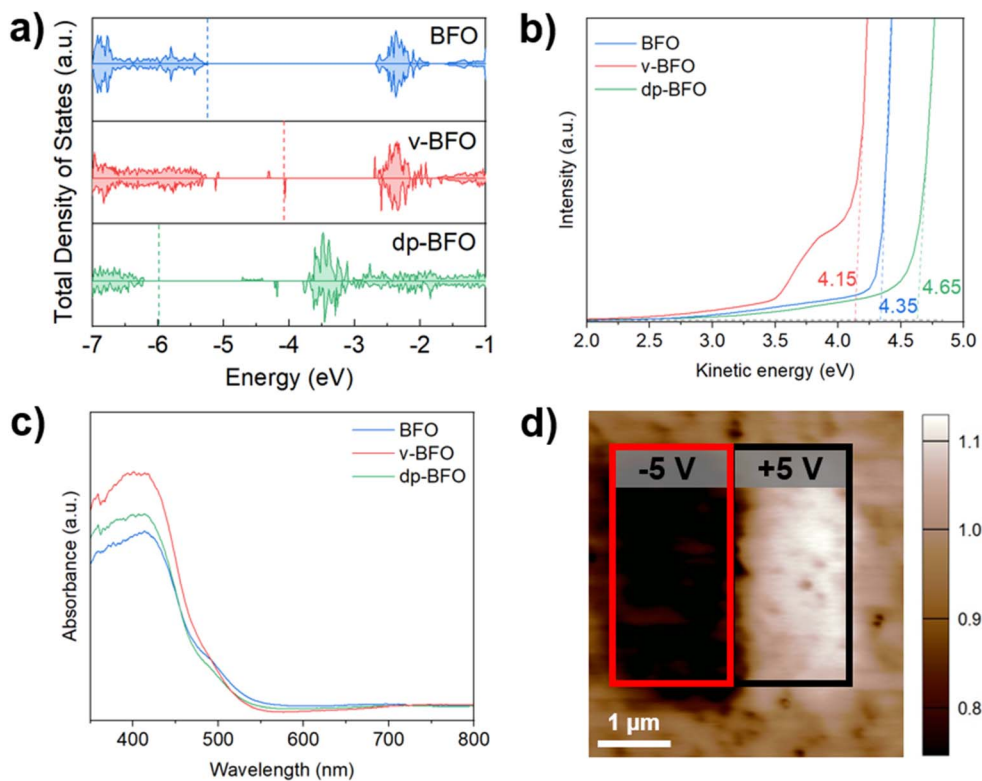 a)
BFO
v-BFO
dp-BFO
Total Density of States (a.u.)
-7 -6 -5 -4 -3 -2 -1
Energy (eV)
b)
BFO
v-BFO
dp-BFO
4.15
4.65
4.35
Intensity (a.u.)
2.0 2.5 3.0 3.5 4.0 4.5 5.0
Kinetic energy (eV)
c)
BFO
v-BFO
dp-BFO
Absorbance (a.u.)
400 500 600 700 800
Wavelength (nm)
d)
-5 V +5 V
1 µm
1.1
1.0
0.9
0.8